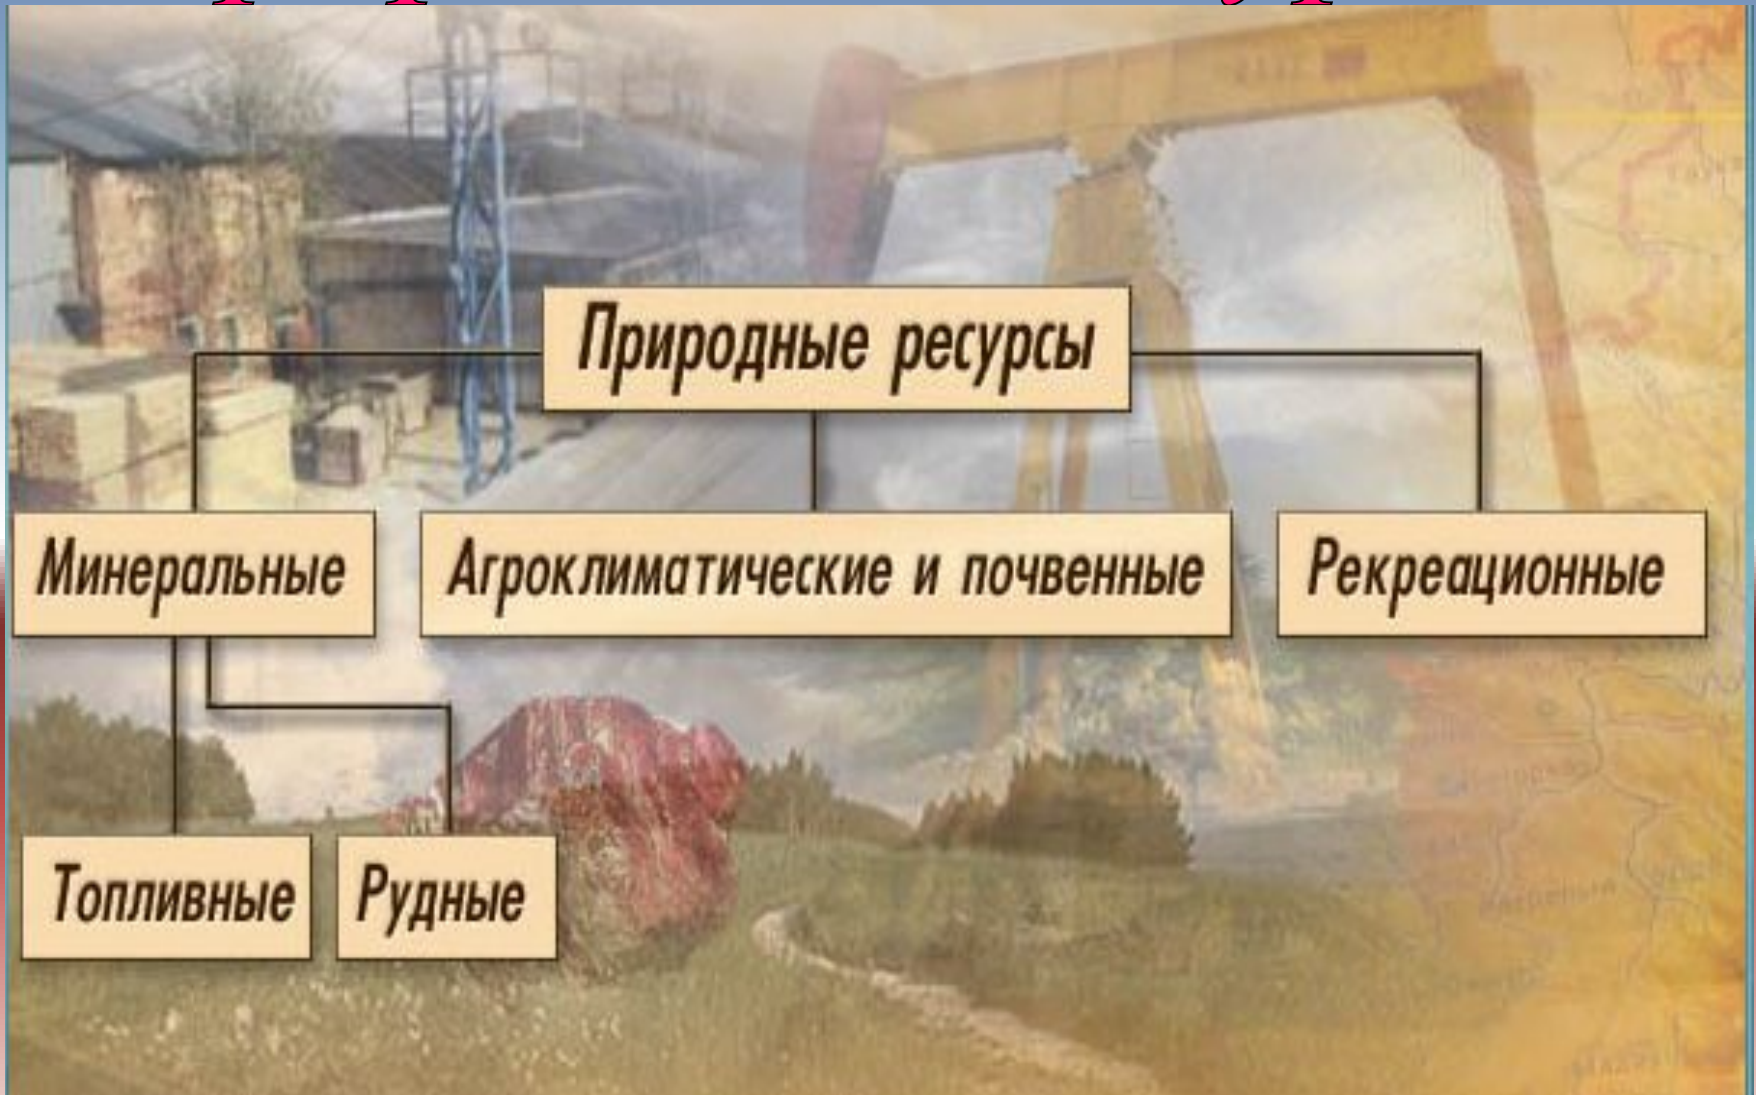 Природные ресурсы
Минеральные
Агроклиматические и почвенные
Рекреационные
Топливные
Рудные